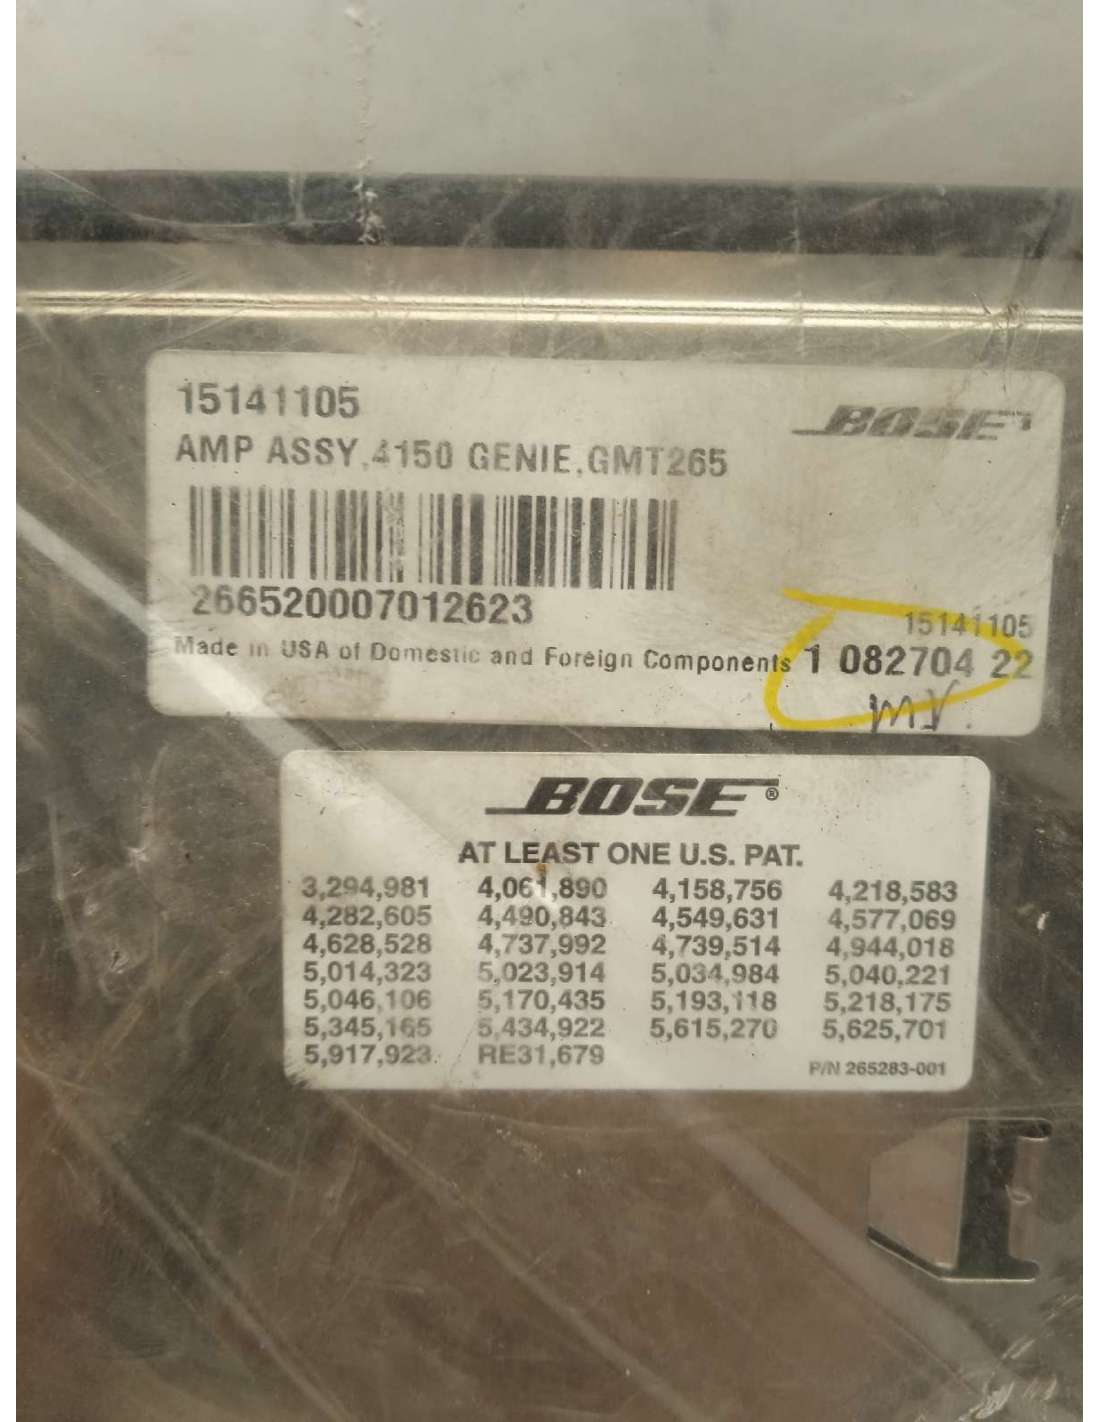 15141105
BOSE
AMP ASSY,4150 GENIE,GMT265
266520007012623
15141105
Made in USA of Domestic and Foreign Components 1 082704 22
BOSE®
AT LEAST ONE U.S. PAT.
3,294,981 4,061,890 4,158,756 4,218,583
4,282,605 4,490,843 4,549,631 4,577,069
4,628,528 4,737,992 4,739,514 4,944,018
5,014,323 5,023,914 5,034,984 5,040,221
5,046,106 5,170,435 5,193,118 5,218,175
5,345,165 5,434,922 5,615,270 5,625,701
5,917,923 RE31,679
P/N 265283-001